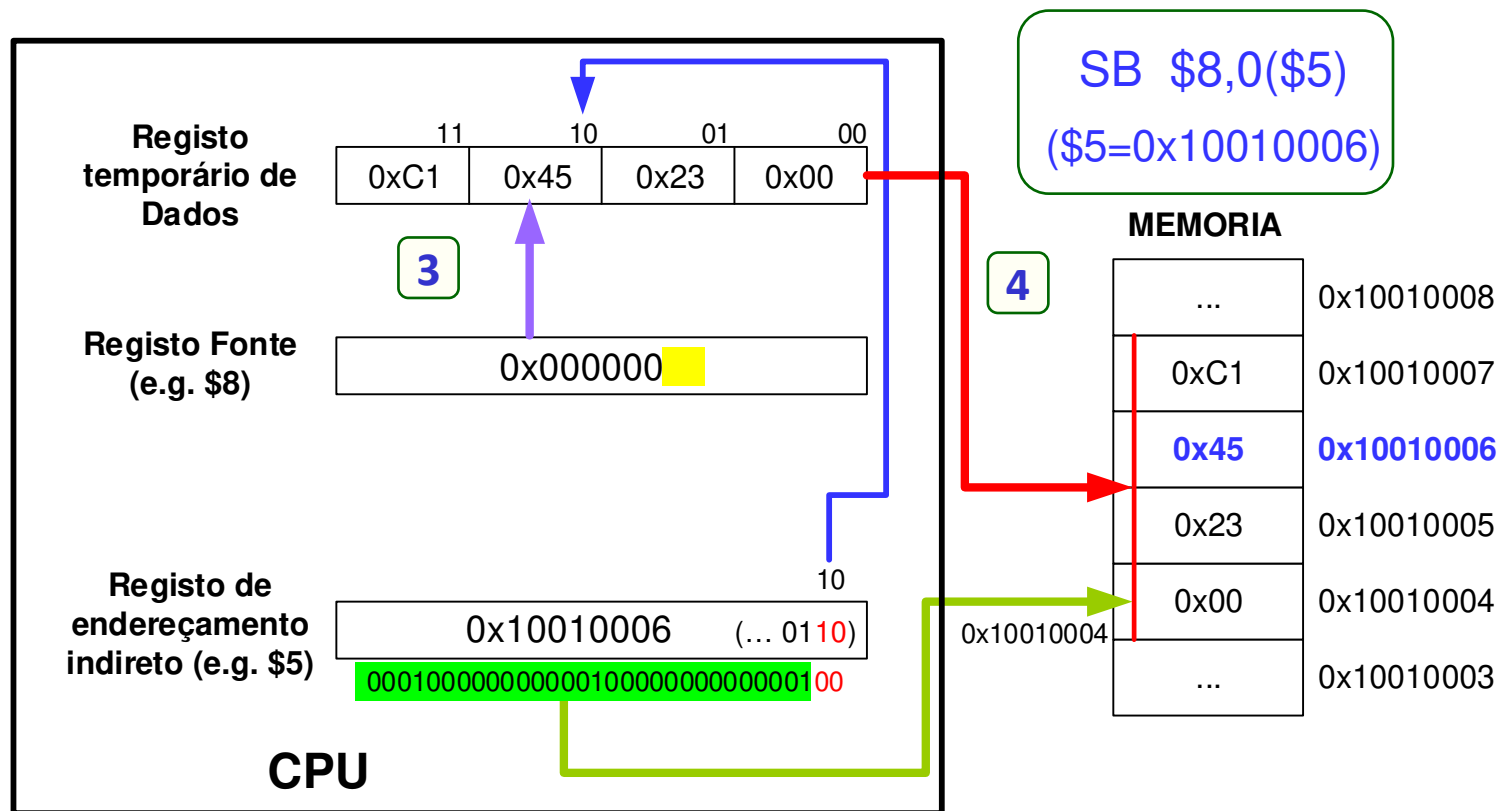 SB $8,0($5)
($5=0x10010006)
Registo
temporário de
Dados
11 10 01 00
0xC1 0x45 0x23 0x00
3
4
Registo Fonte
(e.g. $8)
0x000000
Registo de
endereçamento
indireto (e.g. $5)
10
0x10010006 (... 0110)
00010000000000010000000000000100
CPU
MEMORIA
... 0x10010008
0xC1 0x10010007
0x45 0x10010006
0x23 0x10010005
0x00 0x10010004
0x10010004
... 0x10010003